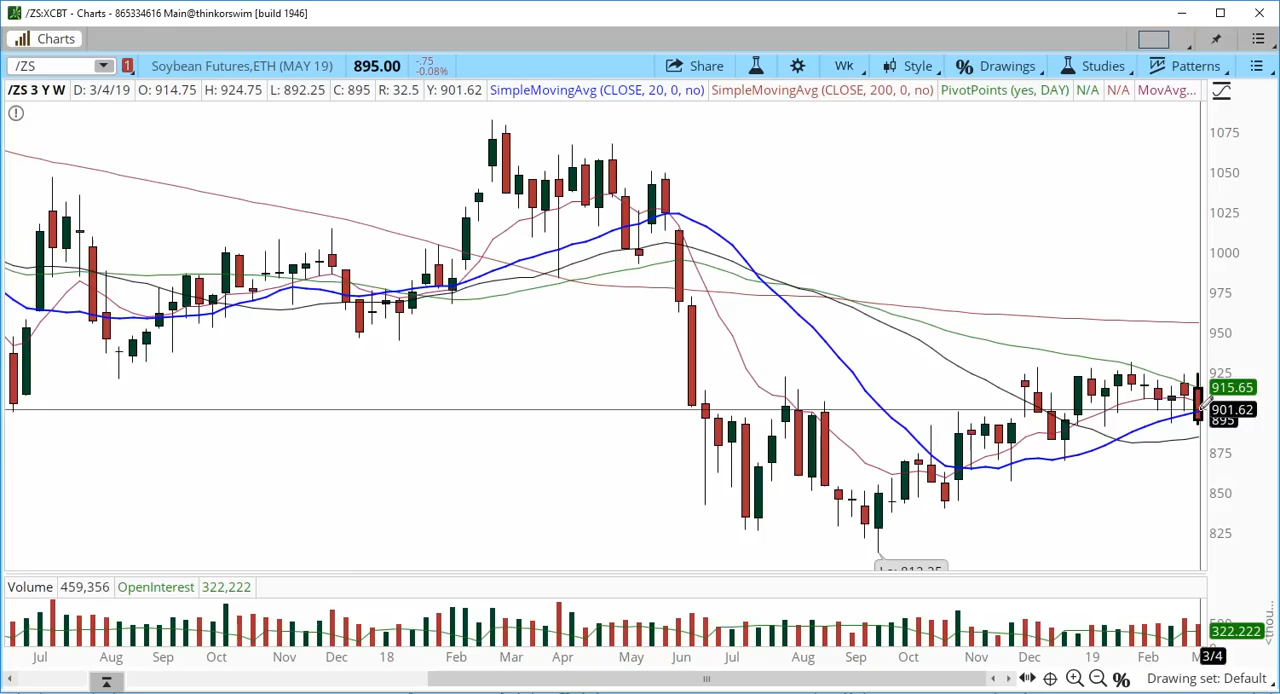 /ZS:XCBT - Charts - 865334616 Main@thinkorswim [build 1946]
Charts
/ZS 1 Soybean Futures,ETH (MAY 19) 895.00 -.75 -0.08% Share Wk Style % Drawings Studies Patterns
/ZS 3 Y W D: 3/4/19 O: 914.75 H: 924.75 L: 892.25 C: 895 R: 32.5 Y: 901.62 SimpleMovingAvg (CLOSE, 20, 0, no) SimpleMovingAvg (CLOSE, 200, 0, no) PivotPoints (yes, DAY) N/A N/A MovAvg...
1075
1050
1025
1000
975
950
925
915.65
901.62
895
875
850
825
Volume 459,356 OpenInterest 322,222
322.222
Jul Aug Sep Oct Nov Dec 18 Feb Mar Apr May Jun Jul Aug Sep Oct Nov Dec 19 Feb 3/4
% Drawing set: Default